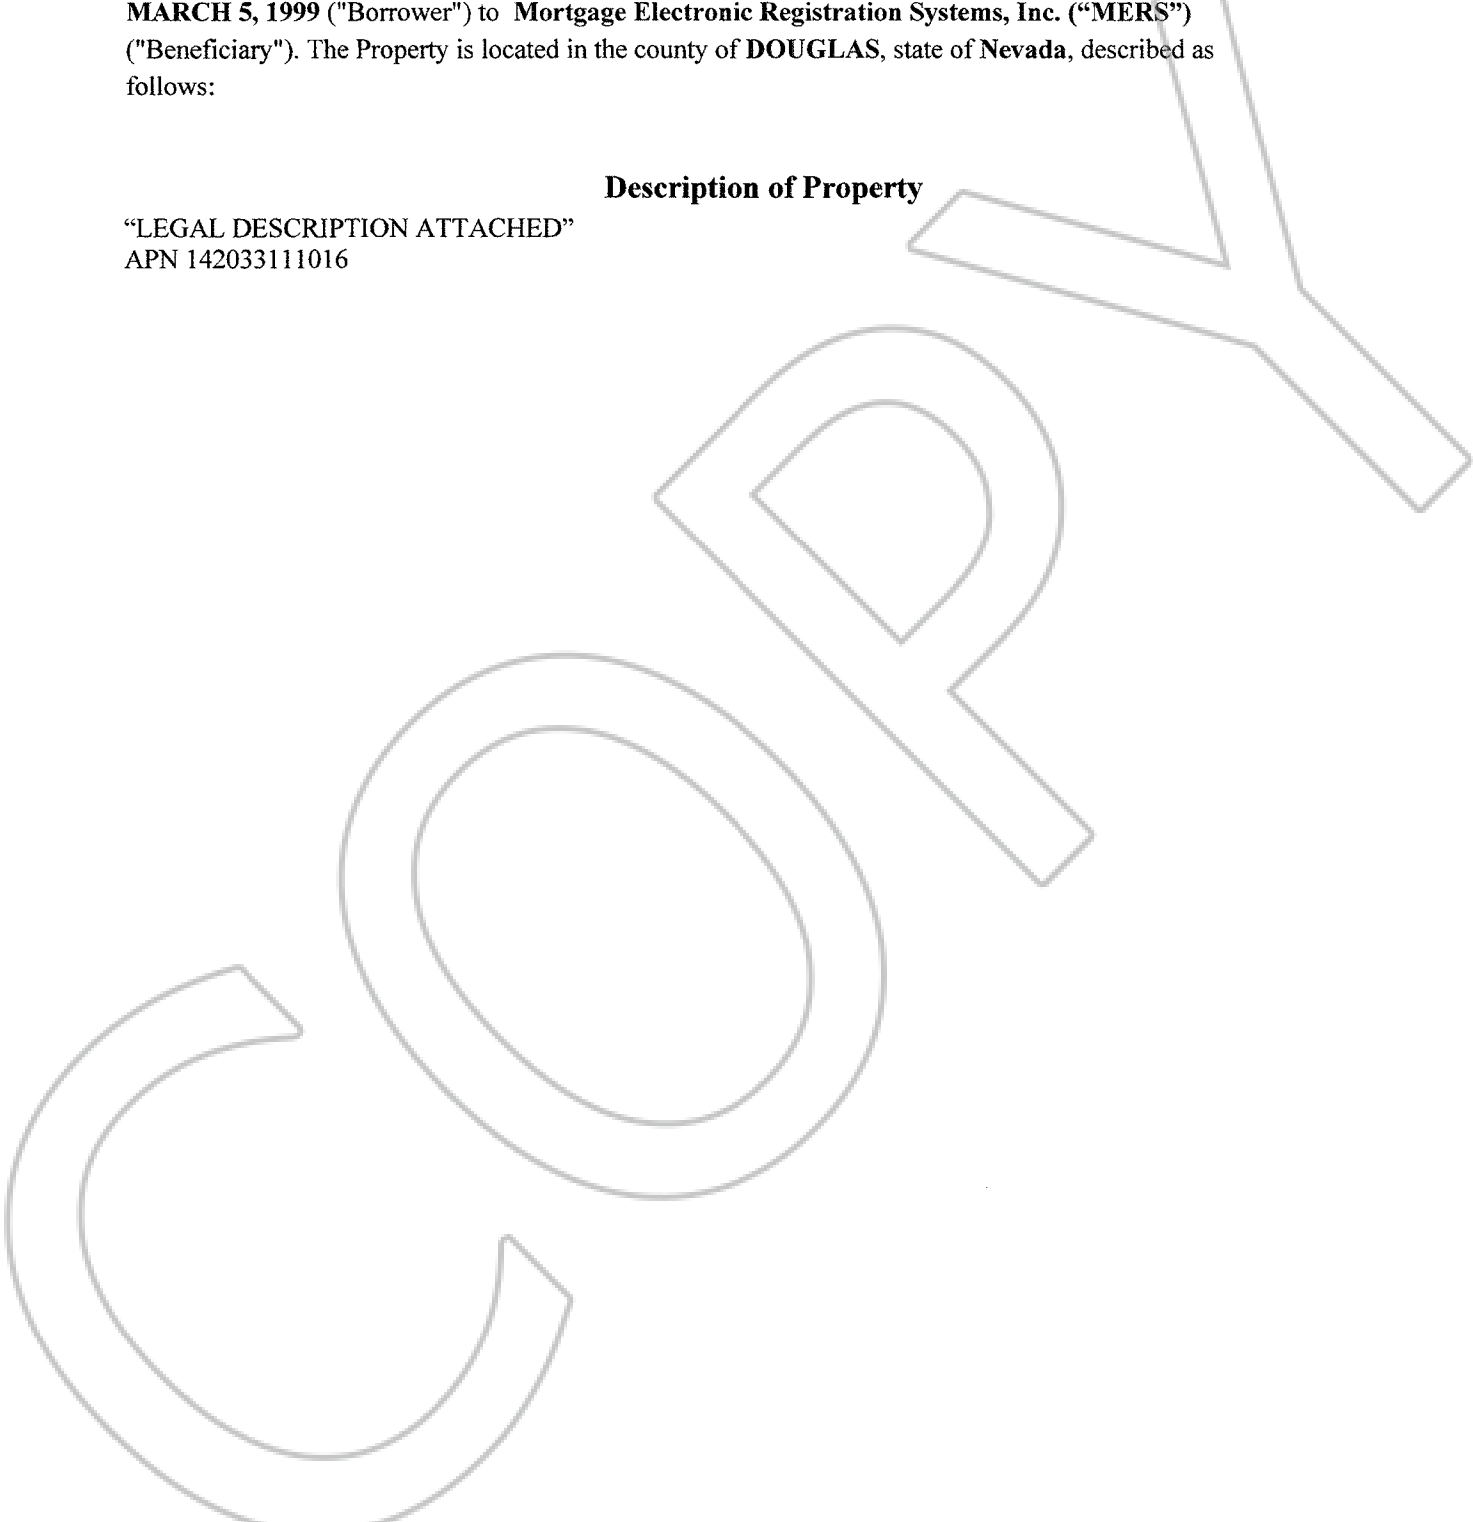 MARCH 5, 1999 ("Borrower") to Mortgage Electronic Registration Systems, Inc. (“MERS”)
("Beneficiary"). The Property is located in the county of DOUGLAS, state of Nevada, described as
follows:
Description of Property
“LEGAL DESCRIPTION ATTACHED”
APN 142033111016
COPY